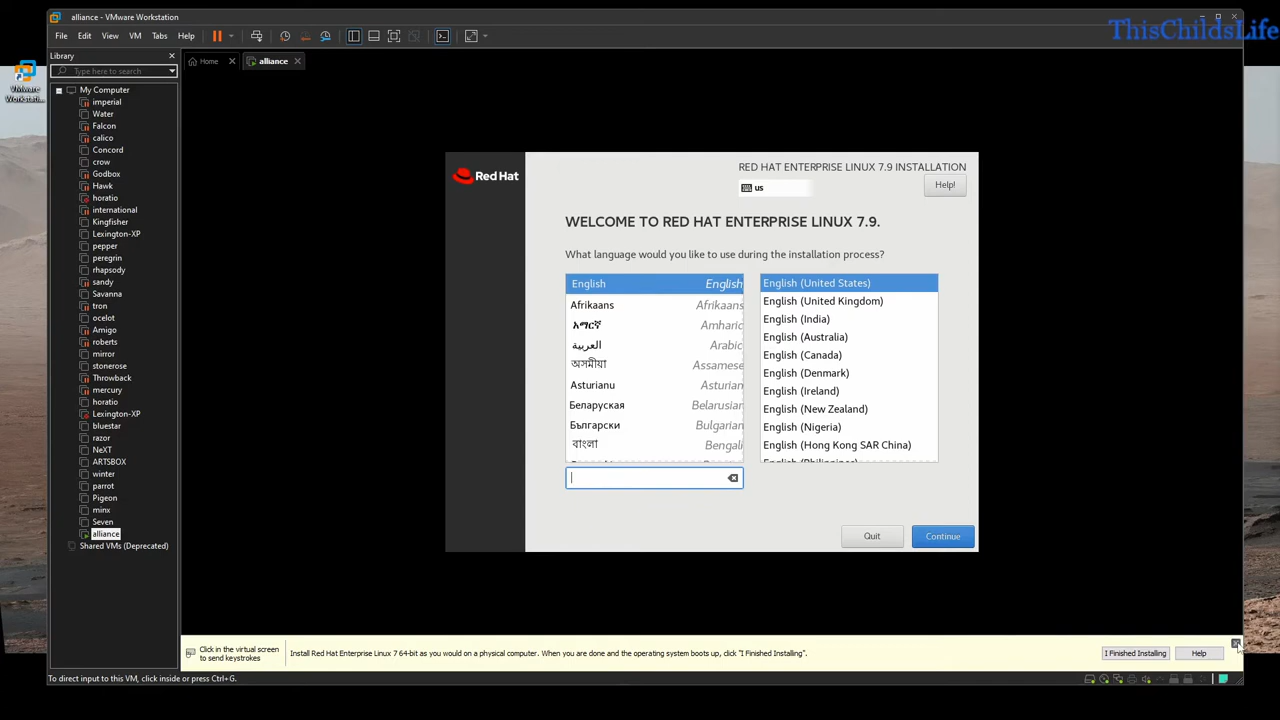 alliance - VMware Workstation
ThisChildsLife
File Edit View VM Tabs Help
Library
Home
alliance
Type here to search
VMware
Workstati...
My Computer
imperial
Water
Falcon
calico
Concord
crow
Godbox
Hawk
horatio
international
Kingfisher
Lexington-XP
pepper
peregrin
rhapsody
sandy
Savanna
tron
ocelot
Amigo
roberts
mirror
stonerose
Throwback
mercury
horatio
Lexington-XP
bluestar
razor
NeXT
ARTSBOX
winter
parrot
Pigeon
minx
Seven
alliance
Shared VMs (Deprecated)
Red Hat
RED HAT ENTERPRISE LINUX 7.9 INSTALLATION
us
Help!
WELCOME TO RED HAT ENTERPRISE LINUX 7.9.
What language would you like to use during the installation process?
English English
Afrikaans Afrikaans
አማርኛ Amharic
العربية Arabic
অসমীয়া Assamese
Asturianu Asturian
Беларуская Belarusian
Български Bulgarian
বাংলা Bengali
English (United States)
English (United Kingdom)
English (India)
English (Australia)
English (Canada)
English (Denmark)
English (Ireland)
English (New Zealand)
English (Nigeria)
English (Hong Kong SAR China)
English (Philippines)
Quit
Continue
Click in the virtual screen
to send keystrokes
Install Red Hat Enterprise Linux 7 64-bit as you would on a physical computer. When you are done and the operating system boots up, click "I Finished Installing".
I Finished Installing
Help
To direct input to this VM, click inside or press Ctrl+G.